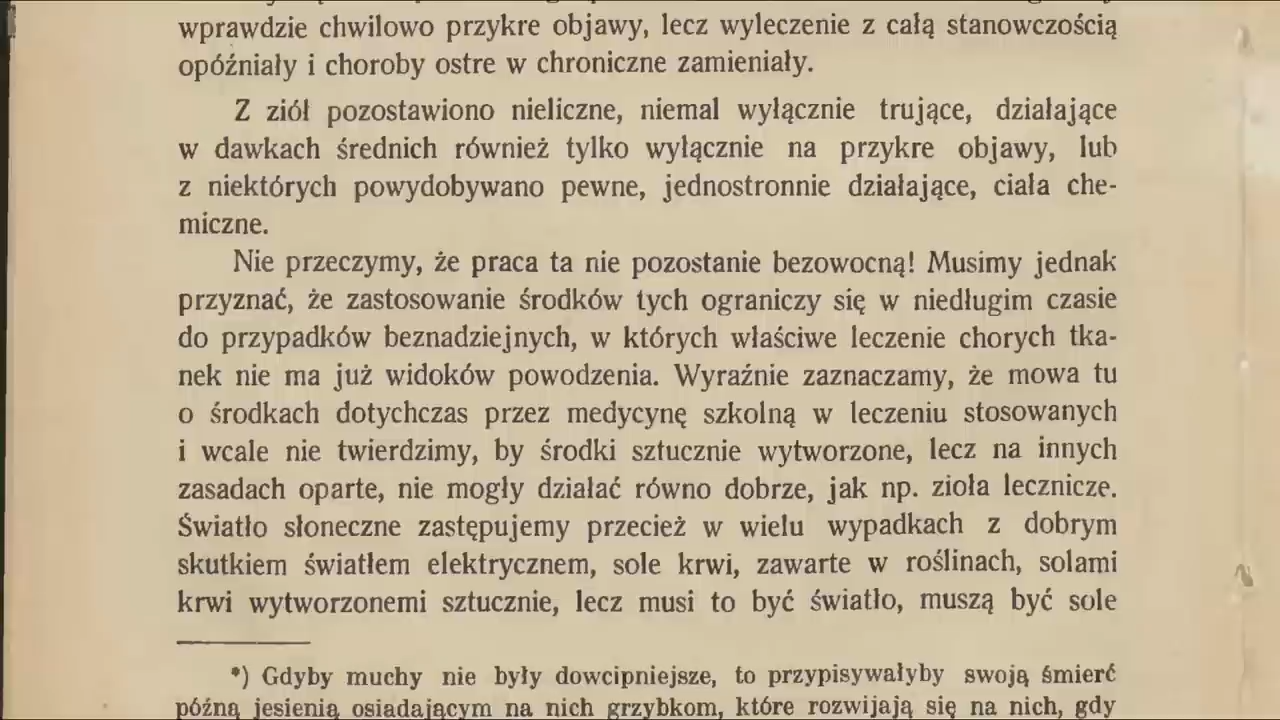 wprawdzie chwilowo przykre objawy, lecz wyleczenie z całą stanowczością
opóźniały i choroby ostre w chroniczne zamieniały.
Z ziół pozostawiono nieliczne, niemal wyłącznie trujące, działające
w dawkach średnich również tylko wyłącznie na przykre objawy, lub
z niektórych powydobywano pewne, jednostronnie działające, ciała che-
miczne.
Nie przeczymy, że praca ta nie pozostanie bezowocną! Musimy jednak
przyznać, że zastosowanie środków tych ograniczy się w niedługim czasie
do przypadków beznadziejnych, w których właściwe leczenie chorych tka-
nek nie ma już widoków powodzenia. Wyraźnie zaznaczamy, że mowa tu
o środkach dotychczas przez medycynę szkolną w leczeniu stosowanych
i wcale nie twierdzimy, by środki sztucznie wytworzone, lecz na innych
zasadach oparte, nie mogły działać równo dobrze, jak np. zioła lecznicze.
Światło słoneczne zastępujemy przecież w wielu wypadkach z dobrym
skutkiem światłem elektrycznem, sole krwi, zawarte w roślinach, solami
krwi wytworzonemi sztucznie, lecz musi to być światło, muszą być sole
*) Gdyby muchy nie były dowcipniejsze, to przypisywałyby swoją śmierć
późną jesienią osiadającym na nich grzybkom, które rozwijają się na nich, gdy